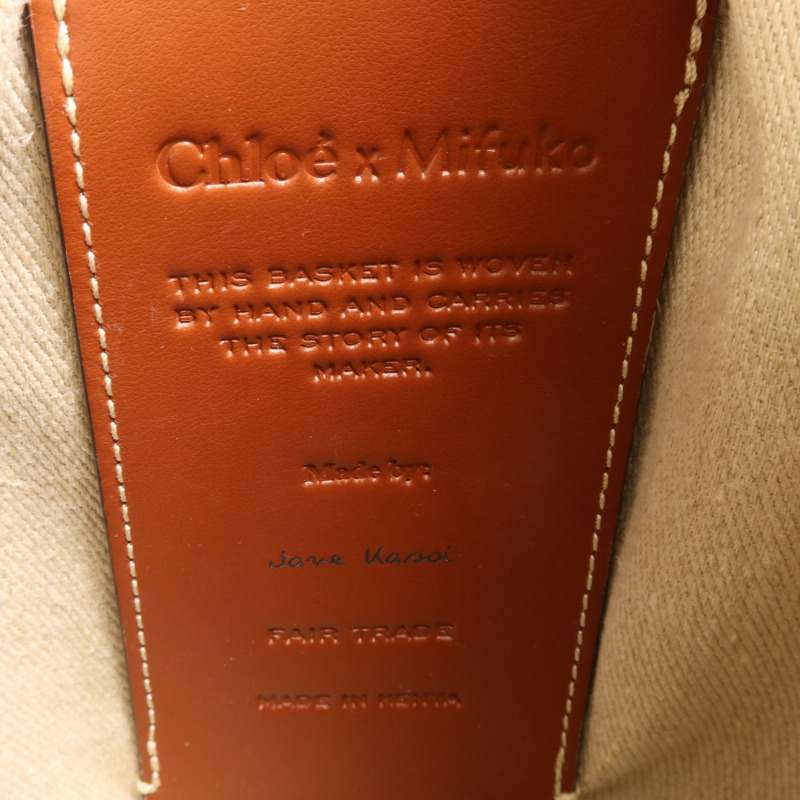 Chloé x Mifuko
THIS BASKET IS WOVEN
BY HAND AND CARRIES
THE STORY OF ITS
MAKER.
Made by:
Jane Kasoi
FAIR TRADE
MADE IN KENYA